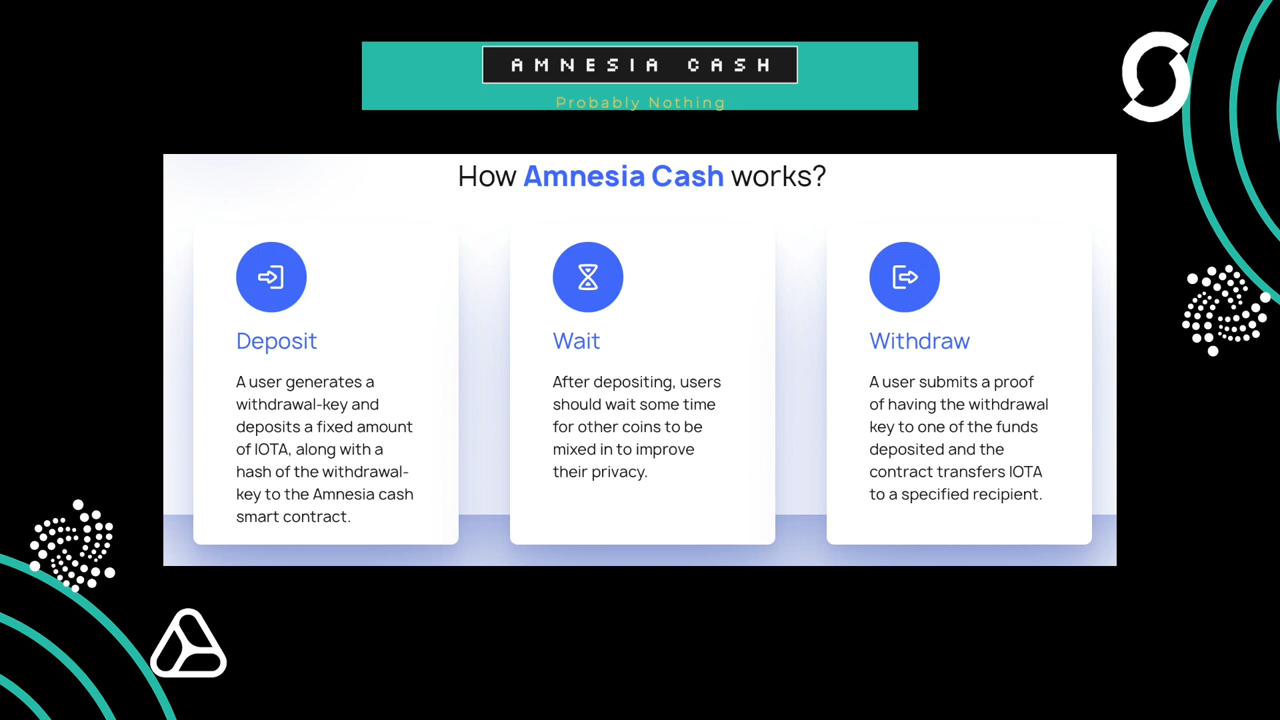 AMNESIA CASH
Probably Nothing
How Amnesia Cash works?
Deposit
A user generates a
withdrawal-key and
deposits a fixed amount
of IOTA, along with a
hash of the withdrawal-
key to the Amnesia cash
smart contract.
Wait
After depositing, users
should wait some time
for other coins to be
mixed in to improve
their privacy.
Withdraw
A user submits a proof
of having the withdrawal
key to one of the funds
deposited and the
contract transfers IOTA
to a specified recipient.